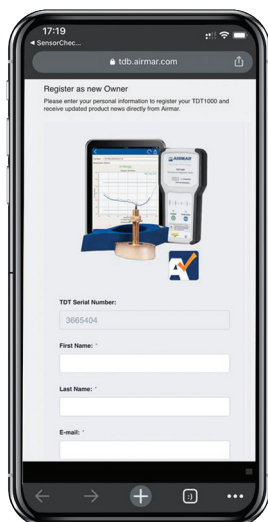 17:19
◀ SensorChec...
tdb.airmar.com
Register as new Owner
Please enter your personal information to register your TDT1000 and
receive updated product news directly from Airmar.
AIRMAR
TDT Serial Number:
3665404
First Name: *
Last Name: *
E-mail: *
:)